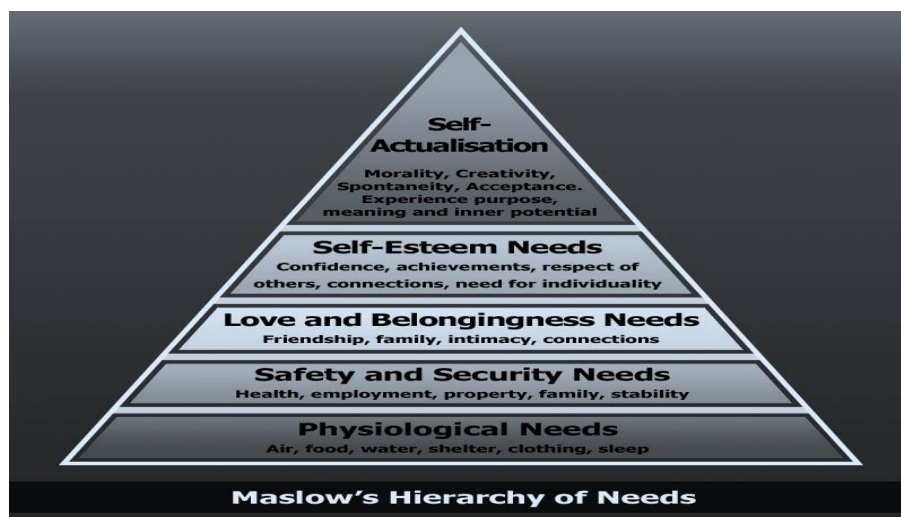 Self-
Actualisation
Morality, Creativity,
Spontaneity, Acceptance.
Experience purpose,
meaning and inner potential
Self-Esteem Needs
Confidence, achievements, respect of
others, connections, need for individuality
Love and Belongingness Needs
Friendship, family, intimacy, connections
Safety and Security Needs
Health, employment, property, family, stability
Physiological Needs
Air, food, water, shelter, clothing, sleep
Maslow's Hierarchy of Needs